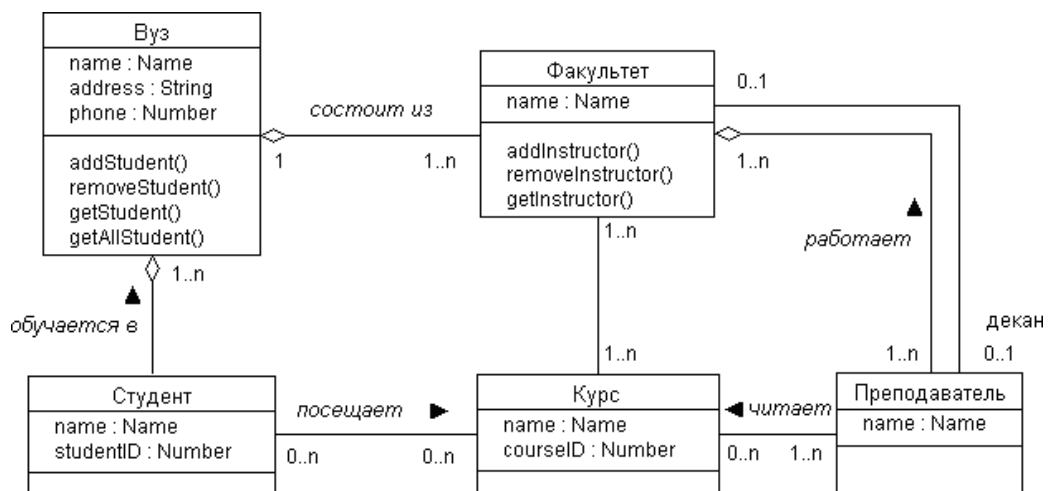 Вуз
name : Name
address : String
phone : Number
addStudent()
removeStudent()
getStudent()
getAllStudent()
состоит из
1
1..n
Факультет
name : Name
addInstructor()
removeInstructor()
getInstructor()
0..1
1..n
1..n
работает
1..n
обучается в
1..n
декан
1..n
0..1
Студент
name : Name
studentID : Number
посещает
0..n
0..n
Курс
name : Name
courseID : Number
читает
0..n
1..n
Преподаватель
name : Name